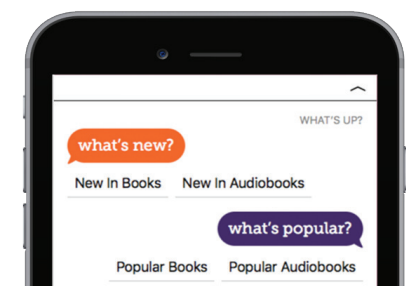 WHAT'S UP?
what's new?
New In Books New In Audiobooks
what's popular?
Popular Books Popular Audiobooks